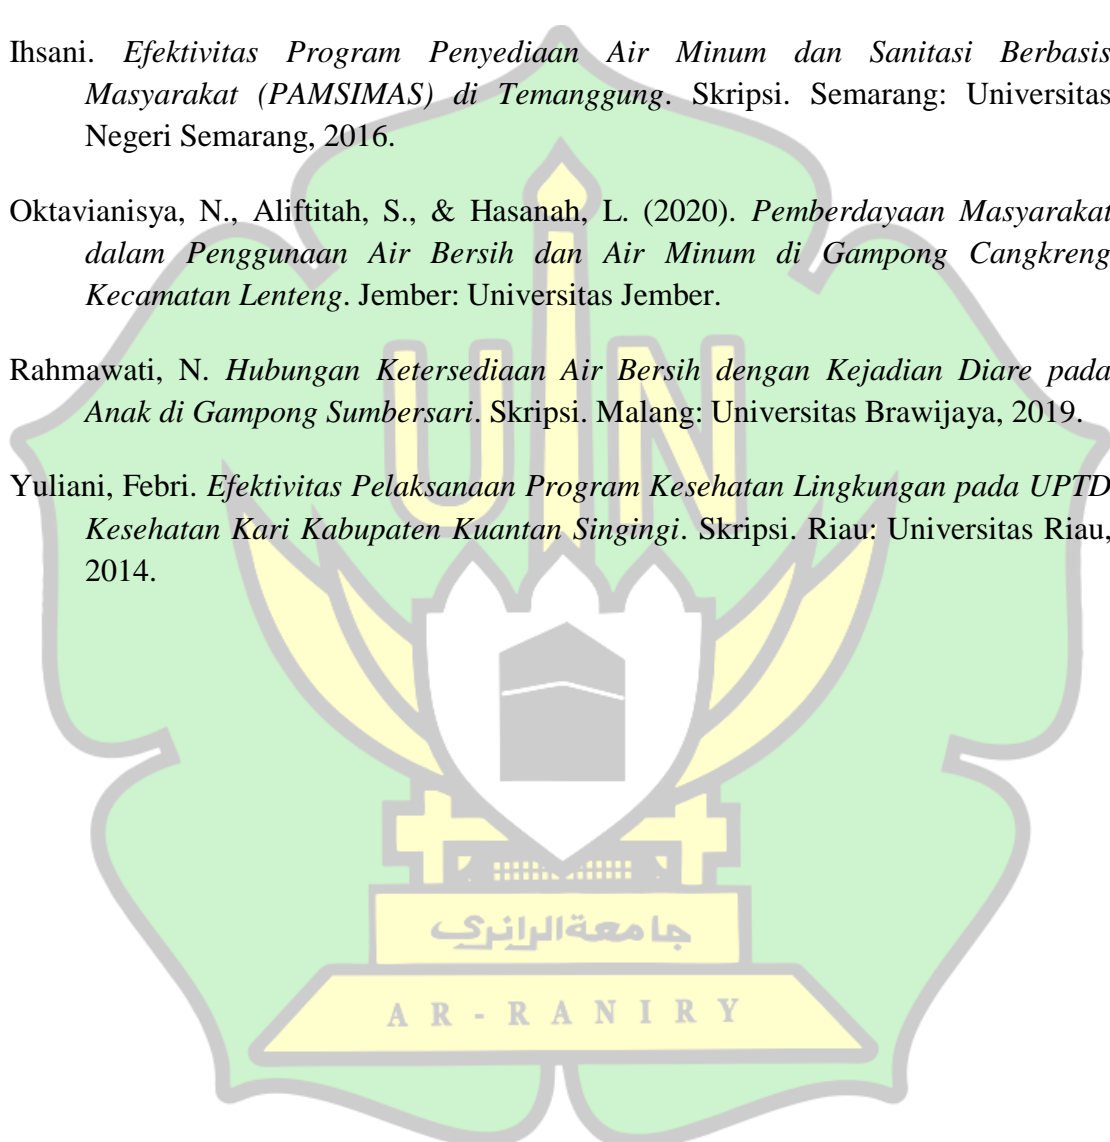 Ihsani. Efektivitas Program Penyediaan Air Minum dan Sanitasi Berbasis
Masyarakat (PAMSIMAS) di Temanggung. Skripsi. Semarang: Universitas
Negeri Semarang, 2016.
Oktavianisya, N., Aliftitah, S., & Hasanah, L. (2020). Pemberdayaan Masyarakat
dalam Penggunaan Air Bersih dan Air Minum di Gampong Cangkreng
Kecamatan Lenteng. Jember: Universitas Jember.
Rahmawati, N. Hubungan Ketersediaan Air Bersih dengan Kejadian Diare pada
Anak di Gampong Sumbersari. Skripsi. Malang: Universitas Brawijaya, 2019.
Yuliani, Febri. Efektivitas Pelaksanaan Program Kesehatan Lingkungan pada UPTD
Kesehatan Kari Kabupaten Kuantan Singingi. Skripsi. Riau: Universitas Riau,
2014.
UIN
جامعة الرانري
AR-RANIRY